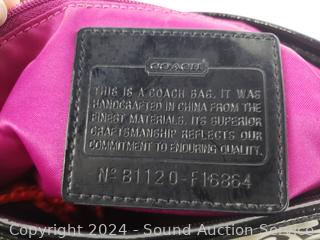 COACH
THIS IS A COACH BAG. IT WAS
HANDCRAFTED IN CHINA FROM THE
FINEST MATERIALS. ITS SUPERIOR
CRAFTSMANSHIP REFLECTS OUR
COMMITMENT TO ENDURING QUALITY.
Nº B1120-F16864
Copyright 2024 - Sound Auction Service